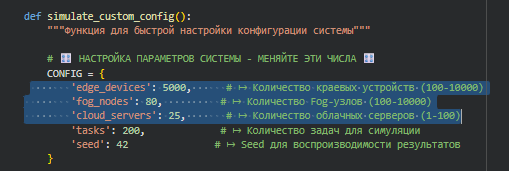 def simulate_custom_config():
"""Функция для быстрой настройки конфигурации системы"""
# 🎛️ НАСТРОЙКА ПАРАМЕТРОВ СИСТЕМЫ - МЕНЯЙТЕ ЭТИ ЧИСЛА 🎛️
CONFIG = {
'edge_devices': 5000, # ↦ Количество краевых устройств (100-10000)
'fog_nodes': 80, # ↦ Количество Fog-узлов (100-10000)
'cloud_servers': 25, # ↦ Количество облачных серверов (1-100)
'tasks': 200, # ↦ Количество задач для симуляции
'seed': 42 # ↦ Seed для воспроизводимости результатов
}